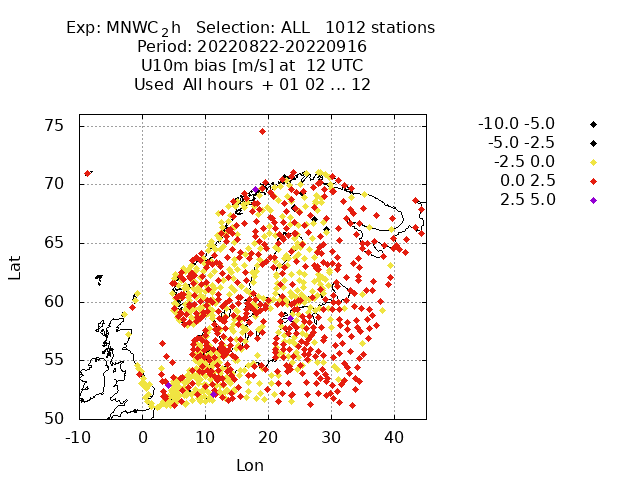 Exp: MNWC₂h Selection: ALL 1012 stations
Period: 20220822-20220916
U10m bias [m/s] at 12 UTC
Used All hours + 01 02 ... 12
-10.0 -5.0
-5.0 -2.5
-2.5 0.0
0.0 2.5
2.5 5.0
75
70
65
60
55
50
Lat
-10 0 10 20 30 40
Lon